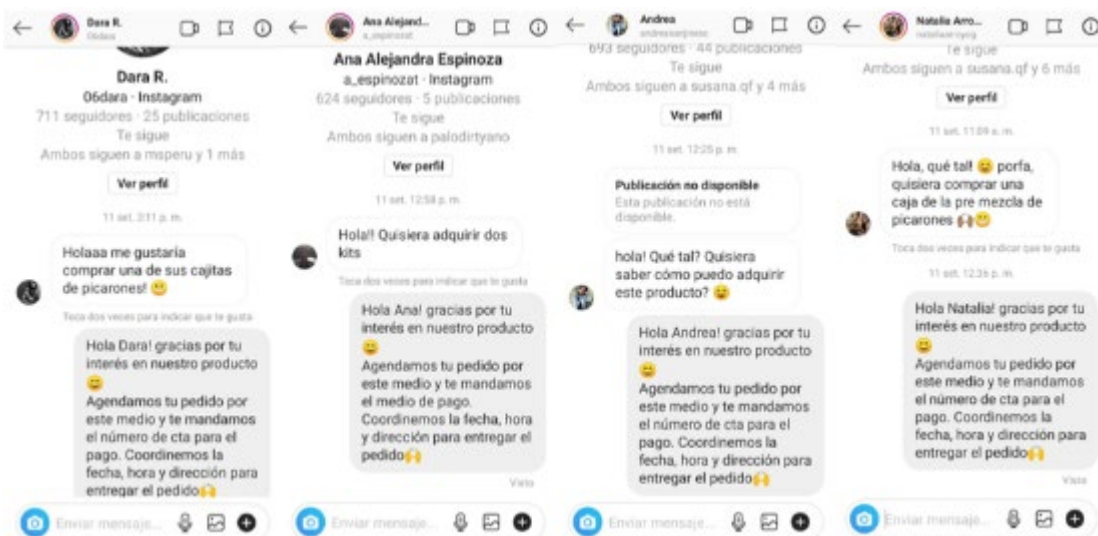 Dara R.
06dara
Dara R.
06dara · Instagram
711 seguidores · 25 publicaciones
Te sigue
Ambos siguen a msperu y 1 más
Ver perfil
11 set. 3:11 p. m.
Holaaa me gustaría
comprar una de sus cajitas
de picarones! 😬
Toca dos veces para indicar que te gusta
Hola Dara! gracias por tu
interés en nuestro producto
😄
Agendamos tu pedido por
este medio y te mandamos
el número de cta para el
pago. Coordinemos la
fecha, hora y dirección para
entregar el pedido🙌
Enviar mensaje...
Ana Alejand...
a_espinozat
Ana Alejandra Espinoza
a_espinozat · Instagram
624 seguidores · 5 publicaciones
Te sigue
Ambos siguen a palodirtyano
Ver perfil
11 set. 12:58 p. m.
Hola!! Quisiera adquirir dos
kits
Toca dos veces para indicar que te gusta
Hola Ana! gracias por tu
interés en nuestro producto
😄
Agendamos tu pedido por
este medio y te mandamos
el medio de pago.
Coordinemos la fecha, hora
y dirección para entregar el
pedido🙌
Visto
Enviar mensaje...
Andrea
693 seguidores · 44 publicaciones
Te sigue
Ambos siguen a susana.qf y 4 más
Ver perfil
11 set. 12:25 p. m.
Publicación no disponible
Esta publicación no está
disponible.
hola! Qué tal? Quisiera
saber cómo puedo adquirir
este producto? 😉
Hola Andrea! gracias por tu
interés en nuestro producto
😄
Agendamos tu pedido por
este medio y te mandamos
el número de cta para el
pago. Coordinemos la
fecha, hora y dirección para
entregar el pedido🙌
Enviar mensaje...
Natalia Arro...
Te sigue
Ambos siguen a susana.qf y 6 más
Ver perfil
11 set. 11:09 a. m.
Hola, qué tal! 😉 porfa,
quisiera comprar una
caja de la pre mezcla de
picarones 🙌😬
Toca dos veces para indicar que te gusta
11 set. 12:36 p. m.
Hola Natalia! gracias por tu
interés en nuestro producto
😄
Agendamos tu pedido por
este medio y te mandamos
el número de cta para el
pago. Coordinemos la
fecha, hora y dirección para
entregar el pedido🙌
Visto
Enviar mensaje...